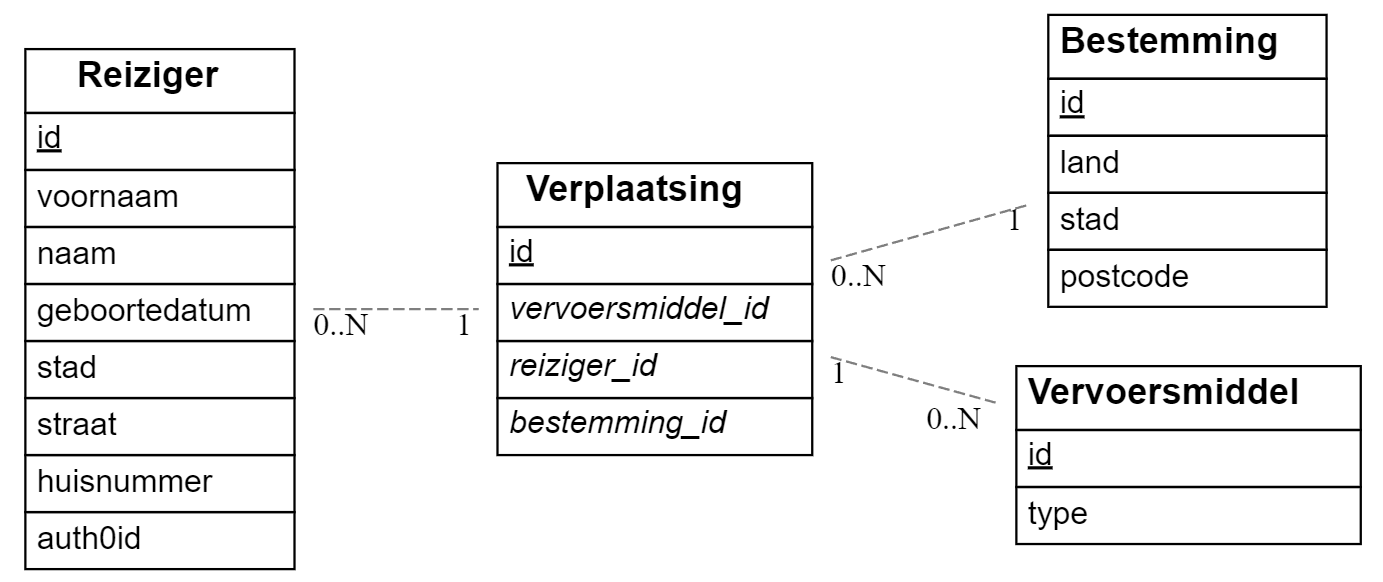 Reiziger
id
voornaam
naam
geboortedatum
stad
straat
huisnummer
auth0id
0..N
1
Verplaatsing
id
vervoersmiddel_id
reiziger_id
bestemming_id
0..N
1
1
0..N
Bestemming
id
land
stad
postcode
Vervoersmiddel
id
type